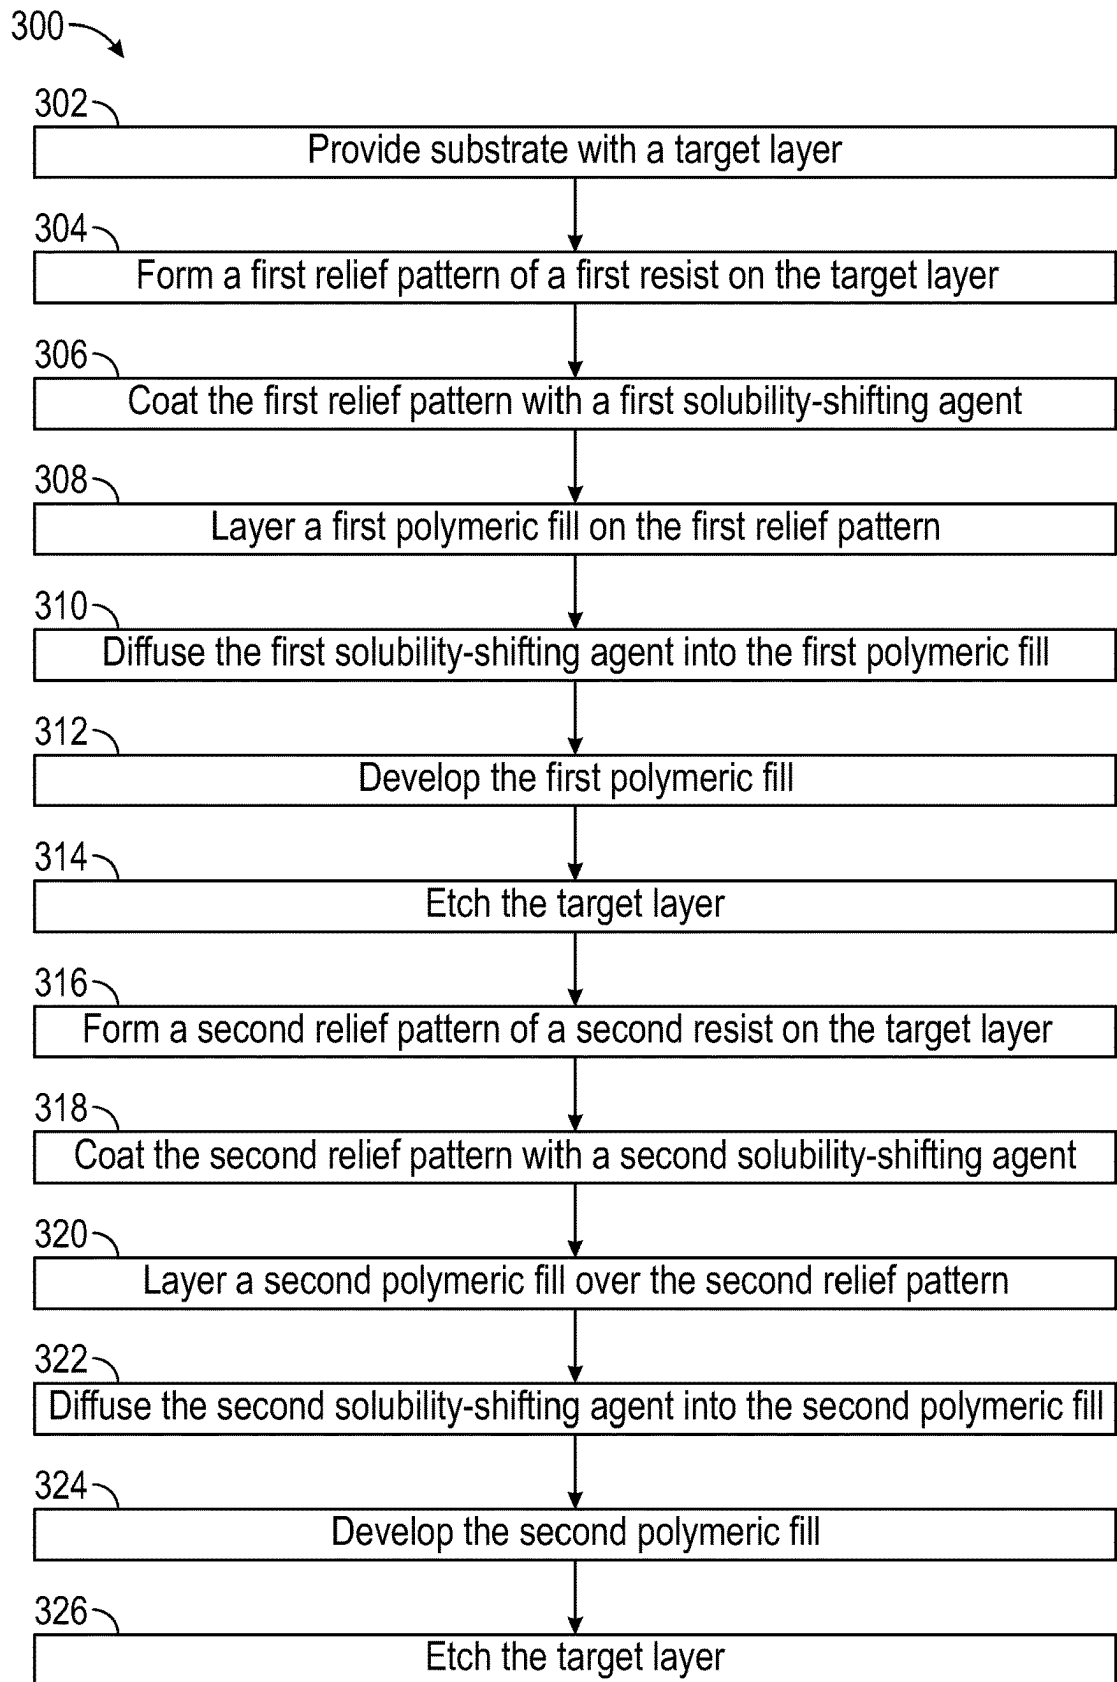 300
302
Provide substrate with a target layer
304
Form a first relief pattern of a first resist on the target layer
306
Coat the first relief pattern with a first solubility-shifting agent
308
Layer a first polymeric fill on the first relief pattern
310
Diffuse the first solubility-shifting agent into the first polymeric fill
312
Develop the first polymeric fill
314
Etch the target layer
316
Form a second relief pattern of a second resist on the target layer
318
Coat the second relief pattern with a second solubility-shifting agent
320
Layer a second polymeric fill over the second relief pattern
322
Diffuse the second solubility-shifting agent into the second polymeric fill
324
Develop the second polymeric fill
326
Etch the target layer